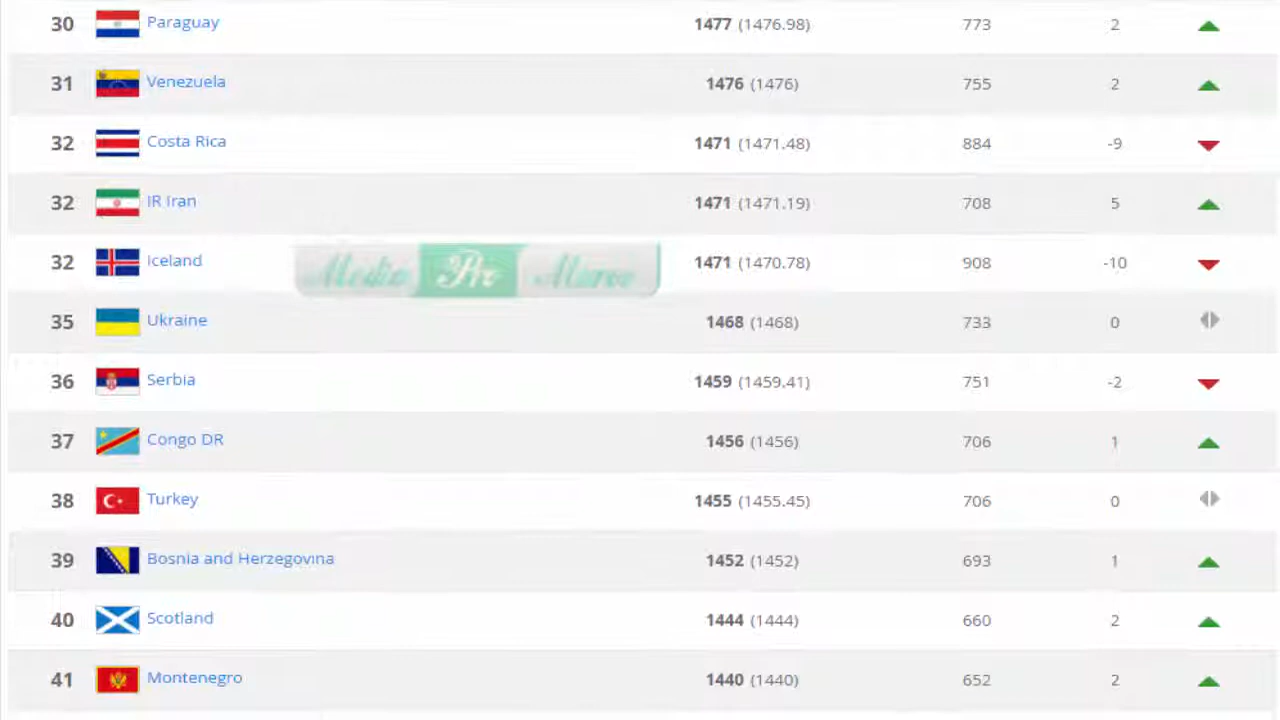 30 Paraguay 1477 (1476.98) 773 2
31 Venezuela 1476 (1476) 755 2
32 Costa Rica 1471 (1471.48) 884 -9
32 IR Iran 1471 (1471.19) 708 5
32 Iceland 1471 (1470.78) 908 -10
Media Pr Maroc
35 Ukraine 1468 (1468) 733 0
36 Serbia 1459 (1459.41) 751 -2
37 Congo DR 1456 (1456) 706 1
38 Turkey 1455 (1455.45) 706 0
39 Bosnia and Herzegovina 1452 (1452) 693 1
40 Scotland 1444 (1444) 660 2
41 Montenegro 1440 (1440) 652 2